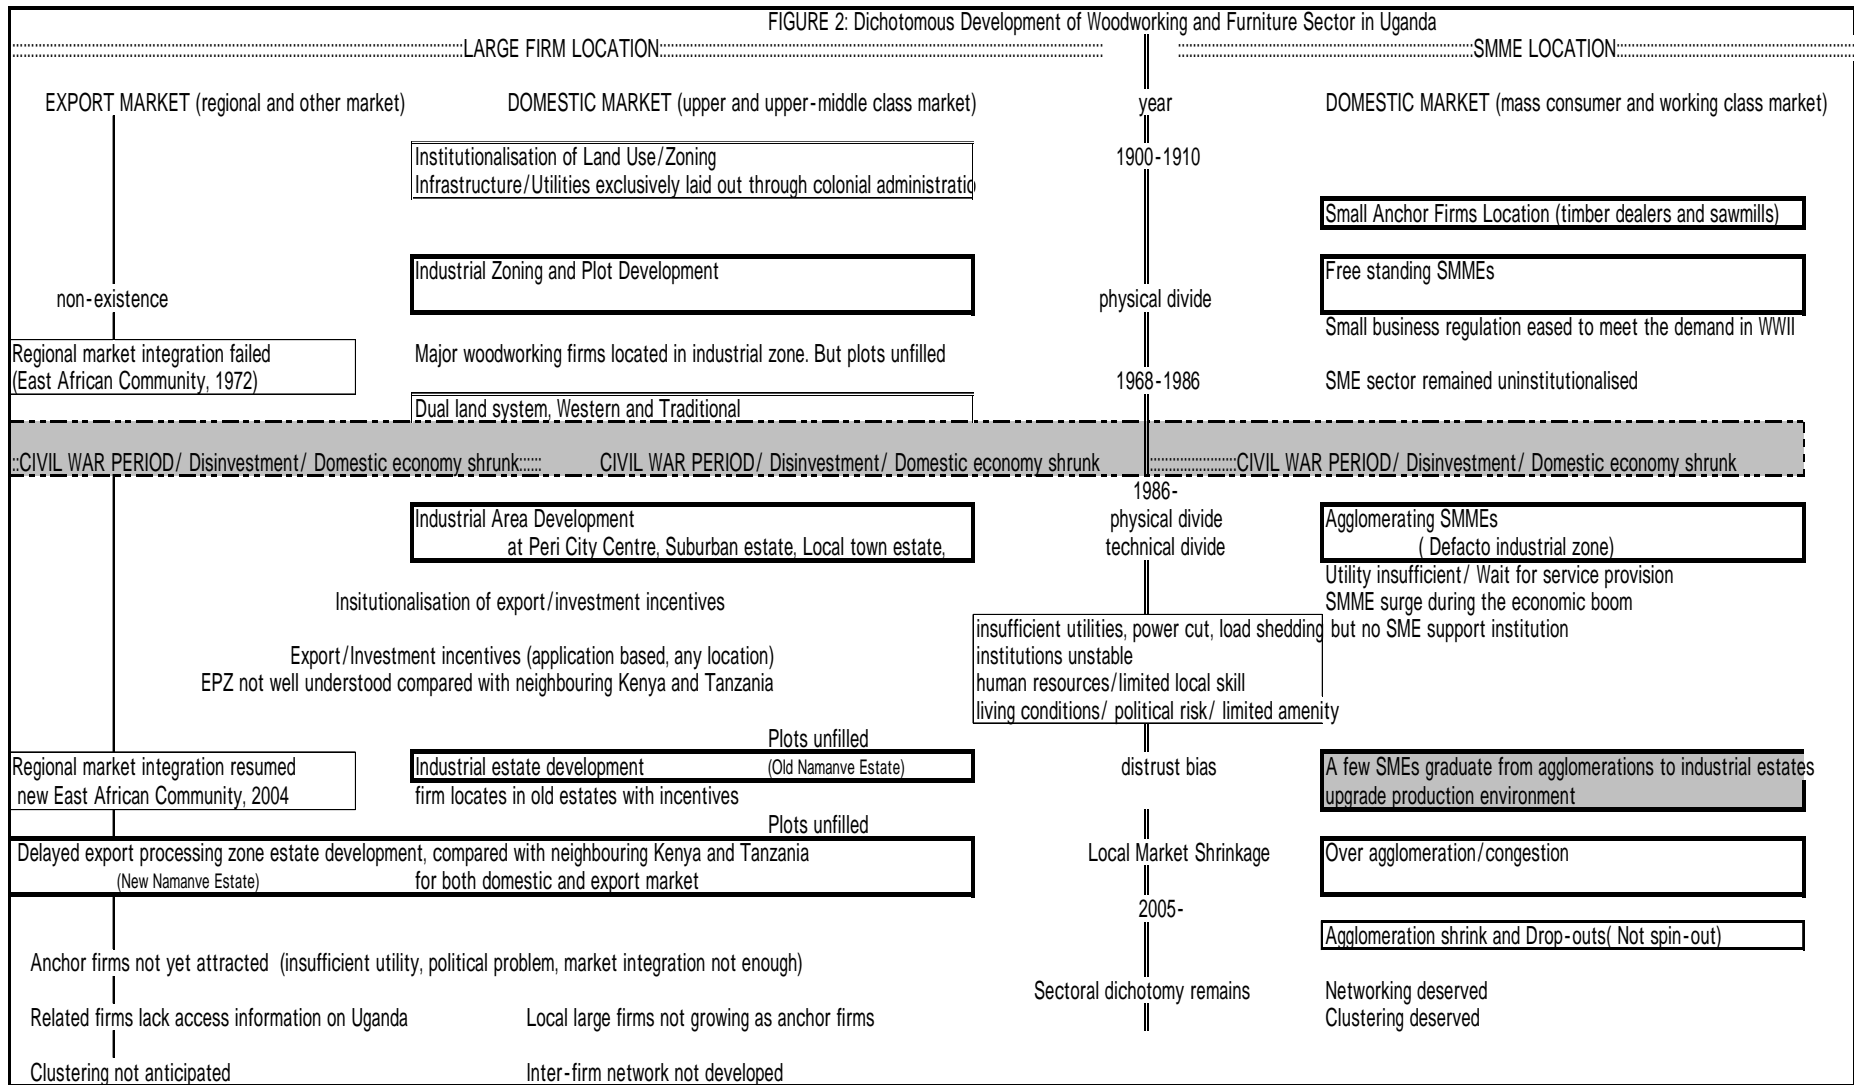 FIGURE 2: Dichotomous Development of Woodworking and Furniture Sector in Uganda
LARGE FIRM LOCATION
SMME LOCATION
EXPORT MARKET (regional and other market)
DOMESTIC MARKET (upper and upper-middle class market)
year
DOMESTIC MARKET (mass consumer and working class market)
Institutionalisation of Land Use/Zoning
Infrastructure/Utilities exclusively laid out through colonial administratio
1900-1910
Small Anchor Firms Location (timber dealers and sawmills)
Industrial Zoning and Plot Development
Free standing SMMEs
non-existence
physical divide
Small business regulation eased to meet the demand in WWII
Regional market integration failed
(East African Community, 1972)
Major woodworking firms located in industrial zone. But plots unfilled
1968-1986
SME sector remained uninstitutionalised
Dual land system, Western and Traditional
::CIVIL WAR PERIOD/ Disinvestment/ Domestic economy shrunk::::::
CIVIL WAR PERIOD/ Disinvestment/ Domestic economy shrunk
CIVIL WAR PERIOD/ Disinvestment/ Domestic economy shrunk
1986-
Industrial Area Development
at Peri City Centre, Suburban estate, Local town estate,
physical divide
technical divide
Agglomerating SMMEs
( Defacto industrial zone)
Utility insufficient/ Wait for service provision
Insitutionalisation of export/investment incentives
SMME surge during the economic boom
insufficient utilities, power cut, load shedding but no SME support institution
Export/Investment incentives (application based, any location)
institutions unstable
EPZ not well understood compared with neighbouring Kenya and Tanzania
human resources/limited local skill
living conditions/ political risk/ limited amenity
Plots unfilled
Regional market integration resumed
new East African Community, 2004
Industrial estate development
(Old Namanve Estate)
firm locates in old estates with incentives
distrust bias
A few SMEs graduate from agglomerations to industrial estates
upgrade production environment
Plots unfilled
Delayed export processing zone estate development, compared with neighbouring Kenya and Tanzania
(New Namanve Estate)
for both domestic and export market
Local Market Shrinkage
Over agglomeration/congestion
2005-
Agglomeration shrink and Drop-outs( Not spin-out)
Anchor firms not yet attracted (insufficient utility, political problem, market integration not enough)
Sectoral dichotomy remains
Networking deserved
Related firms lack access information on Uganda
Local large firms not growing as anchor firms
Clustering deserved
Clustering not anticipated
Inter-firm network not developed